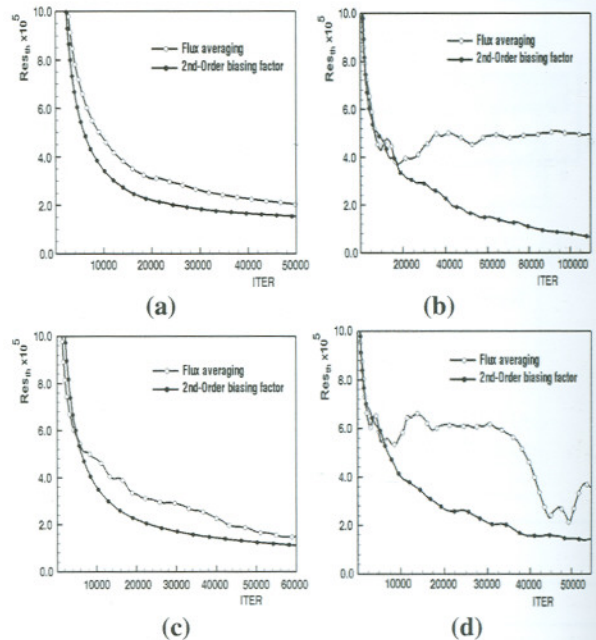 Res_th, x10^5
10.0
8.0
6.0
4.0
2.0
0.0
Flux averaging
2nd-Order biasing factor
10000 20000 30000 40000 50000
ITER
(a)
Res_th, x10^5
10.0
8.0
6.0
4.0
2.0
0.0
Flux averaging
2nd-Order biasing factor
20000 40000 60000 80000 100000
ITER
(b)
Res_th, x10^5
10.0
8.0
6.0
4.0
2.0
0.0
Flux averaging
2nd-Order biasing factor
10000 20000 30000 40000 50000 60000
ITER
(c)
Res_th, x10^5
10.0
8.0
6.0
4.0
2.0
0.0
Flux averaging
2nd-Order biasing factor
10000 20000 30000 40000 50000
ITER
(d)